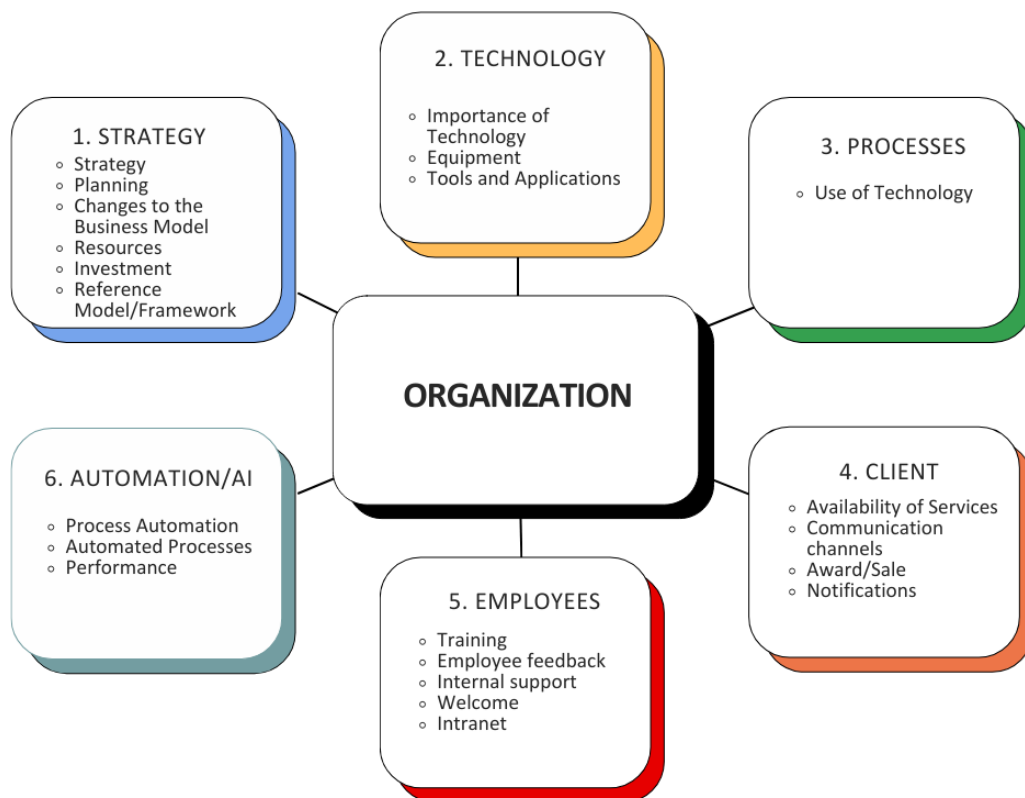 1. STRATEGY
Strategy
Planning
Changes to the
Business Model
Resources
Investment
Reference
Model/Framework
2. TECHNOLOGY
Importance of
Technology
Equipment
Tools and Applications
3. PROCESSES
Use of Technology
ORGANIZATION
4. CLIENT
Availability of Services
Communication
channels
Award/Sale
Notifications
5. EMPLOYEES
Training
Employee feedback
Internal support
Welcome
Intranet
6. AUTOMATION/AI
Process Automation
Automated Processes
Performance